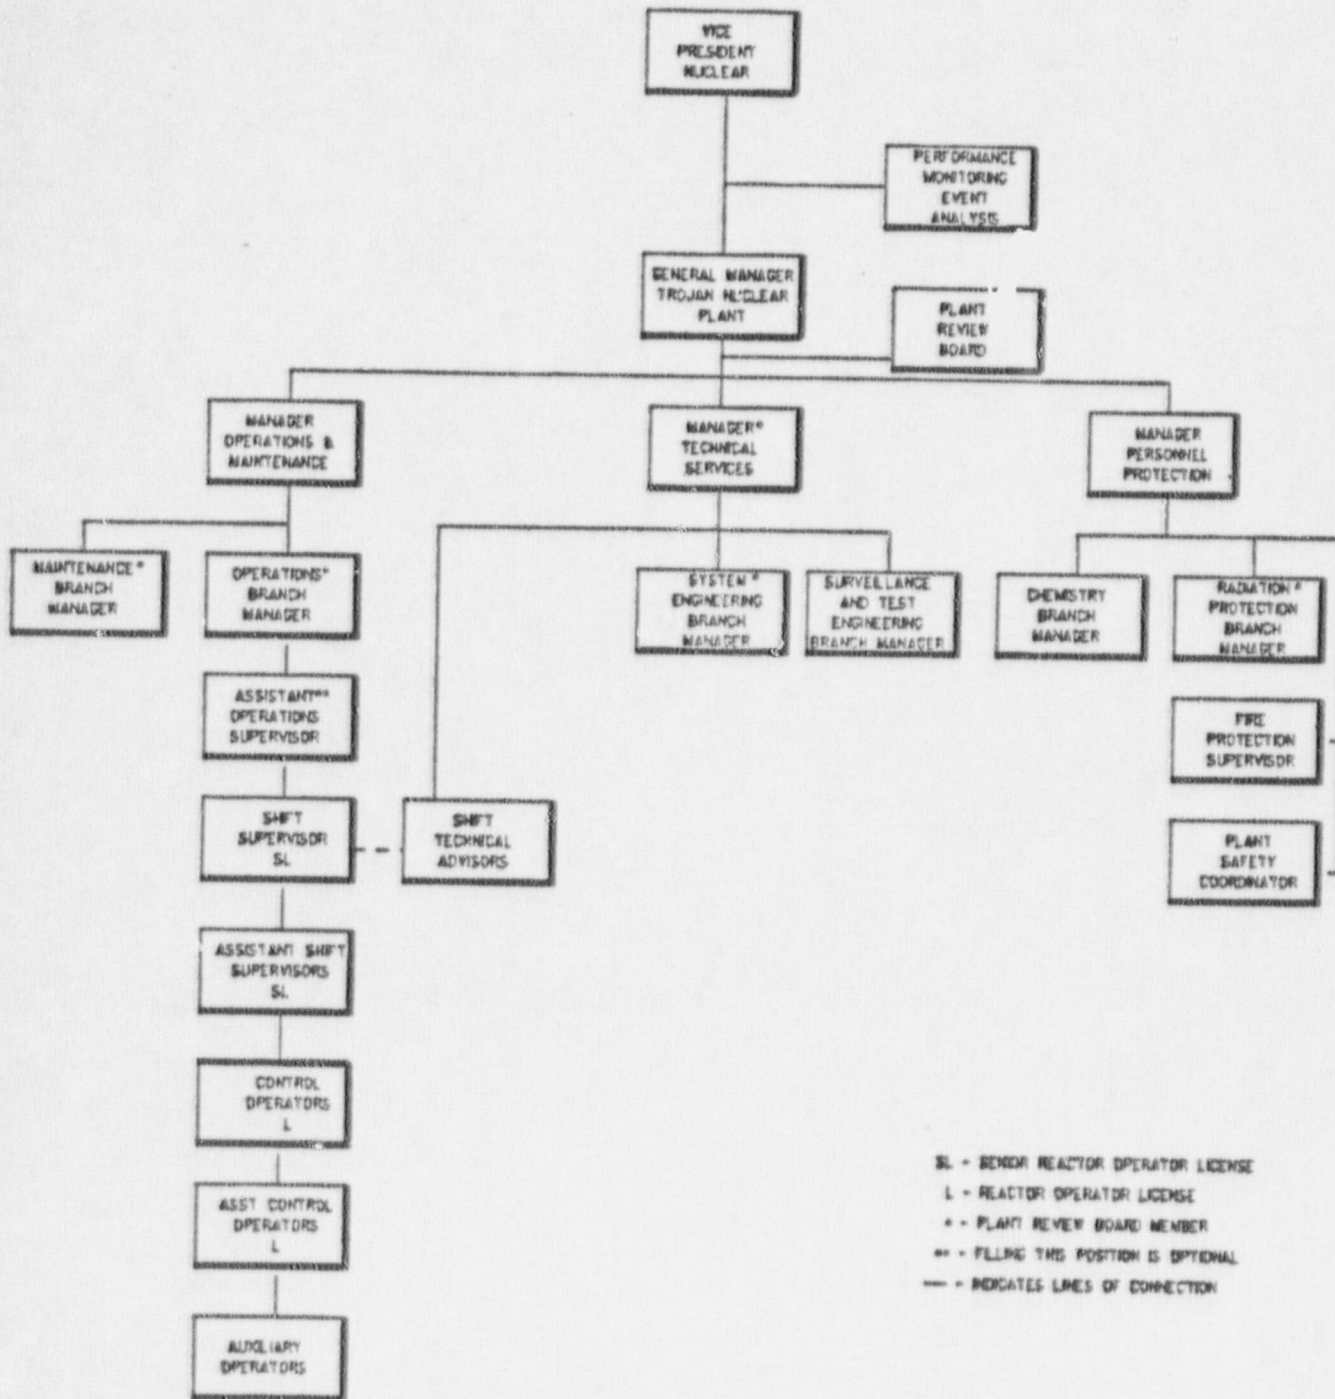 VICE
PRESIDENT
NUCLEAR
PERFORMANCE
MONITORING
EVENT
ANALYSIS
GENERAL MANAGER
TROJAN NUCLEAR
PLANT
PLANT
REVIEW
BOARD
MANAGER
OPERATIONS &
MAINTENANCE
MANAGER*
TECHNICAL
SERVICES
MANAGER
PERSONNEL
PROTECTION
MAINTENANCE*
BRANCH
MANAGER
OPERATIONS*
BRANCH
MANAGER
SYSTEM*
ENGINEERING
BRANCH
MANAGER
SURVEILLANCE
AND TEST
ENGINEERING
BRANCH MANAGER
CHEMISTRY
BRANCH
MANAGER
RADIATION*
PROTECTION
BRANCH
MANAGER
ASSISTANT**
OPERATIONS
SUPERVISOR
FIRE
PROTECTION
SUPERVISOR
SHIFT
SUPERVISOR
SL
SHIFT
TECHNICAL
ADVISORS
PLANT
SAFETY
COORDINATOR
ASSISTANT SHIFT
SUPERVISORS
SL
CONTROL
OPERATORS
L
ASST CONTROL
OPERATORS
L
AUXILIARY
OPERATORS
SL - SENIOR REACTOR OPERATOR LICENSE
L - REACTOR OPERATOR LICENSE
* - PLANT REVIEW BOARD MEMBER
** - FILLING THIS POSITION IS OPTIONAL
--- - INDICATES LINES OF CONNECTION